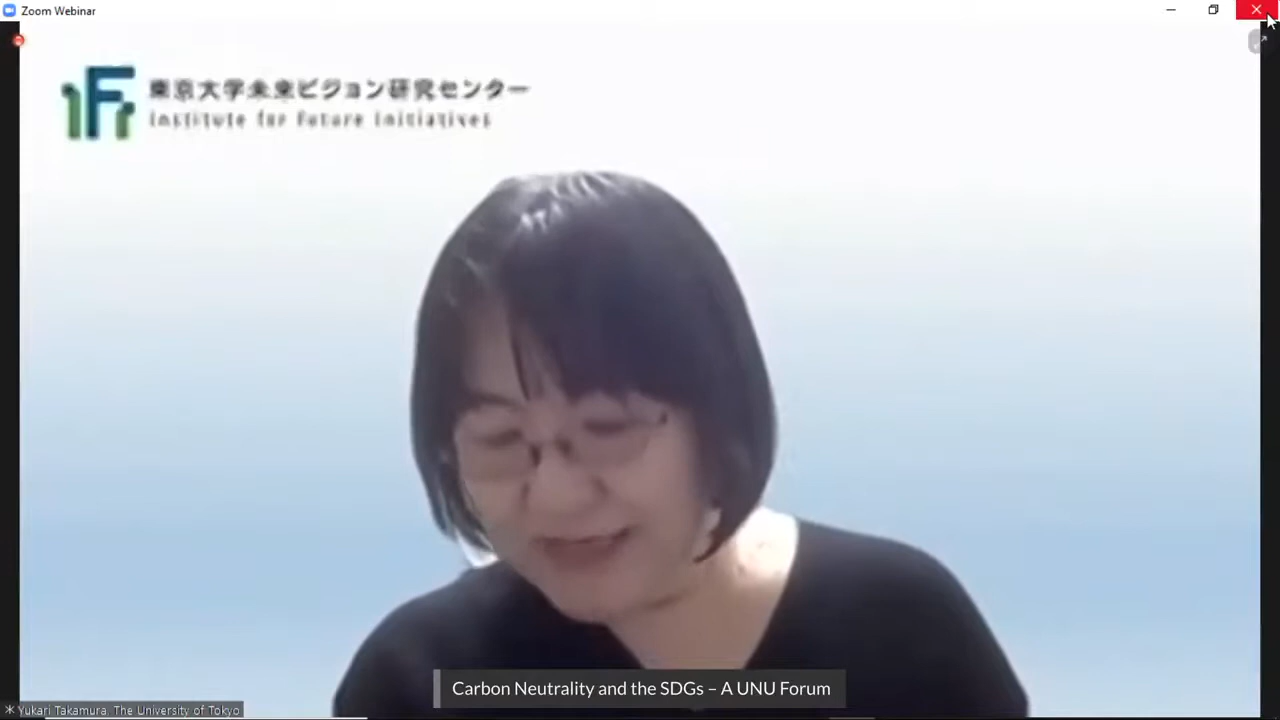 Zoom Webinar
東京大学未来ビジョン研究センター
Institute for Future Initiatives
Carbon Neutrality and the SDGs – A UNU Forum
Yukari Takamura, The University of Tokyo